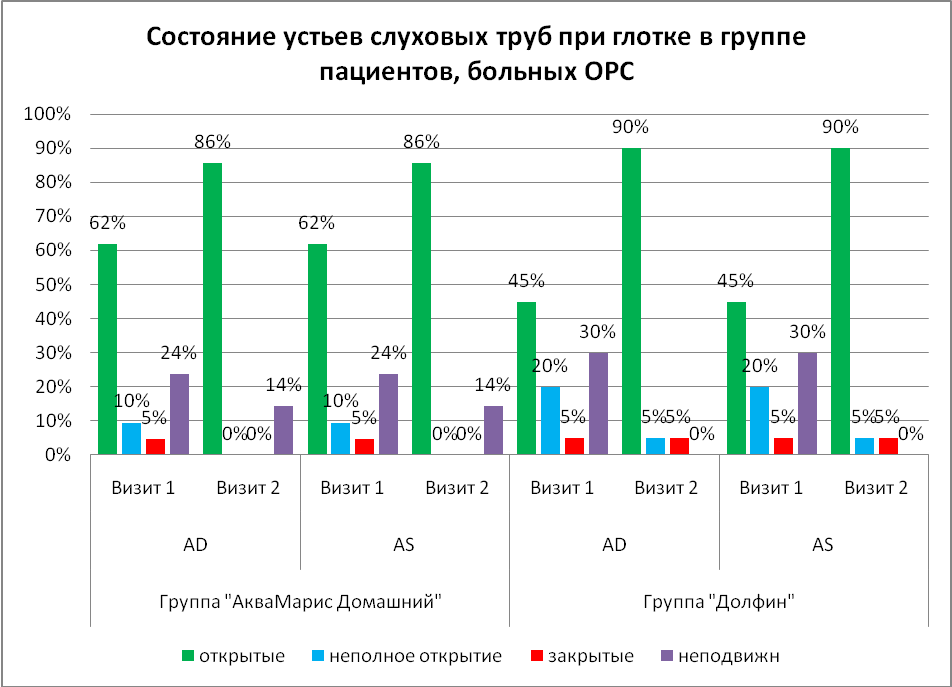 Состояние устьев слуховых труб при глотке в группе
пациентов, больных ОРС
100%
90%
80%
70%
60%
50%
40%
30%
20%
10%
0%
62%
10%
5%
24%
86%
0%
0%
14%
62%
10%
5%
24%
86%
0%
0%
14%
45%
20%
5%
30%
90%
5%
5%
0%
45%
20%
5%
30%
90%
5%
5%
0%
Визит 1
Визит 2
Визит 1
Визит 2
Визит 1
Визит 2
Визит 1
Визит 2
AD
AS
AD
AS
Группа "АкваМарис Домашний"
Группа "Долфин"
открытые
неполное открытие
закрытые
неподвижн